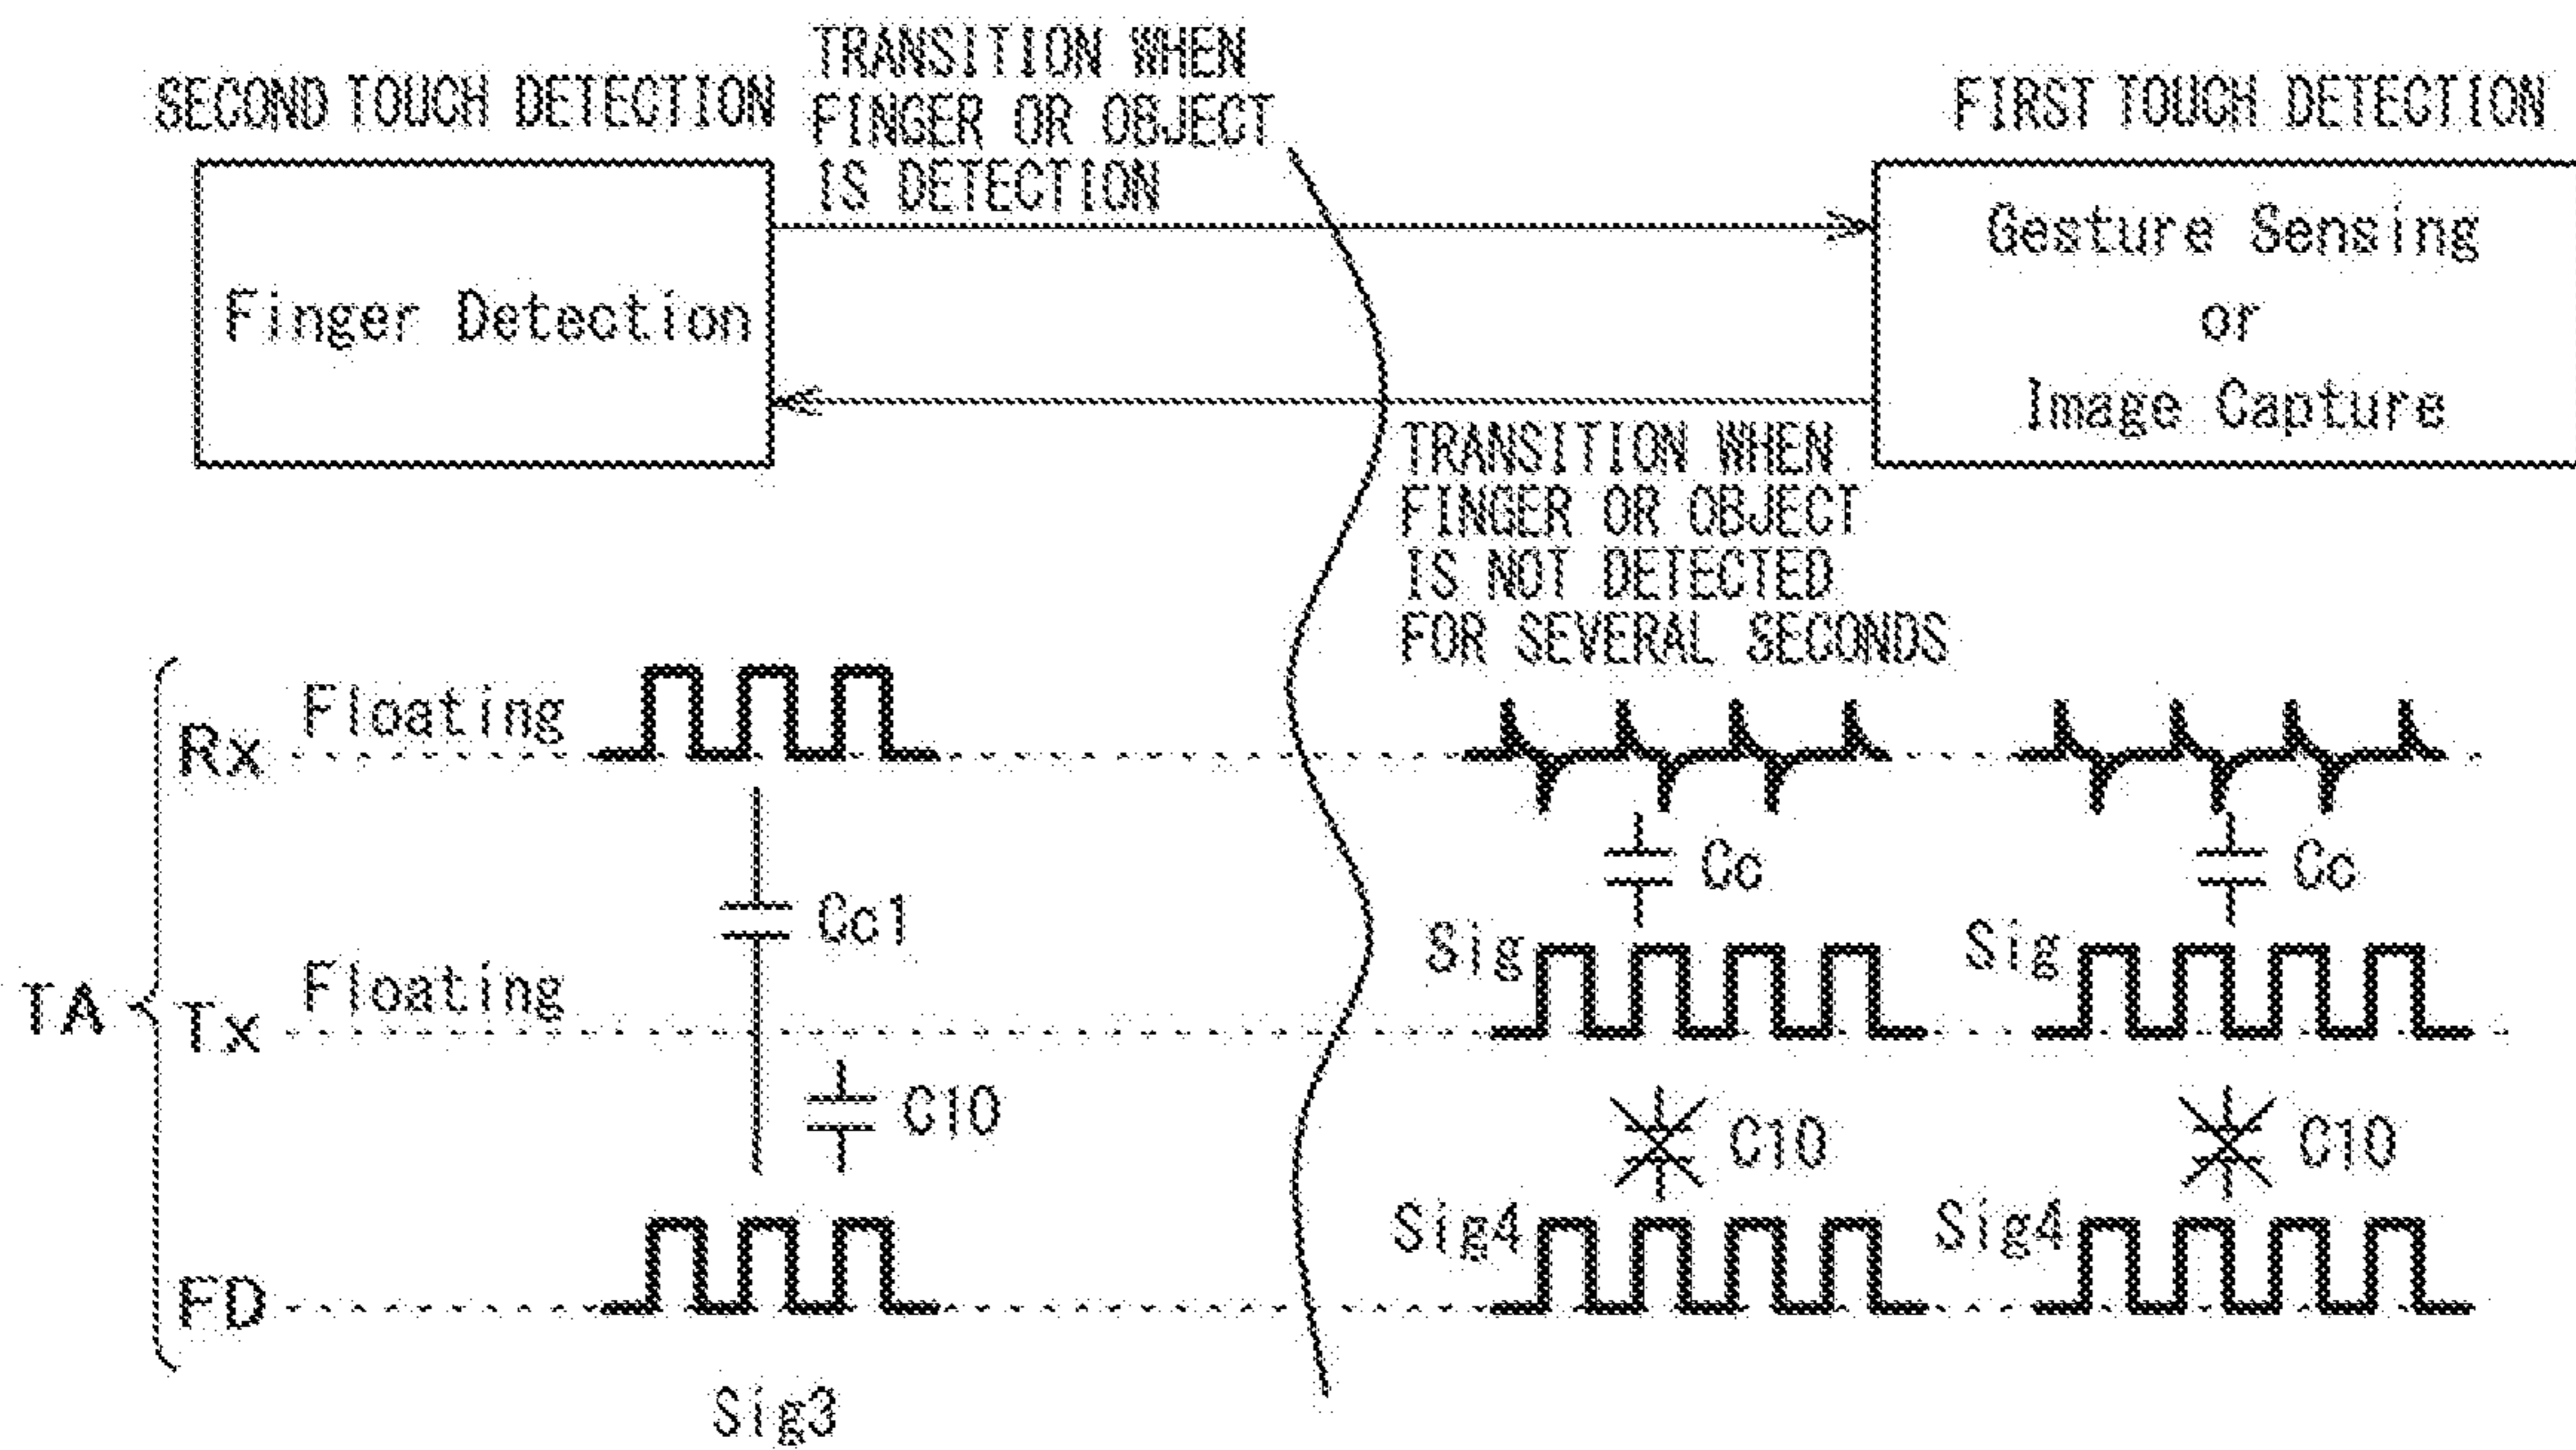 SECOND TOUCH DETECTION
TRANSITION WHEN
FINGER OR OBJECT
IS DETECTION
FIRST TOUCH DETECTION
Finger Detection
Gesture Sensing
or
Image Capture
TRANSITION WHEN
FINGER OR OBJECT
IS NOT DETECTED
FOR SEVERAL SECONDS
TA
Rx
Floating
Cc1
Cc
Cc
Tx
Floating
Sig
Sig
C10
C10
C10
FD
Sig4
Sig4
Sig3